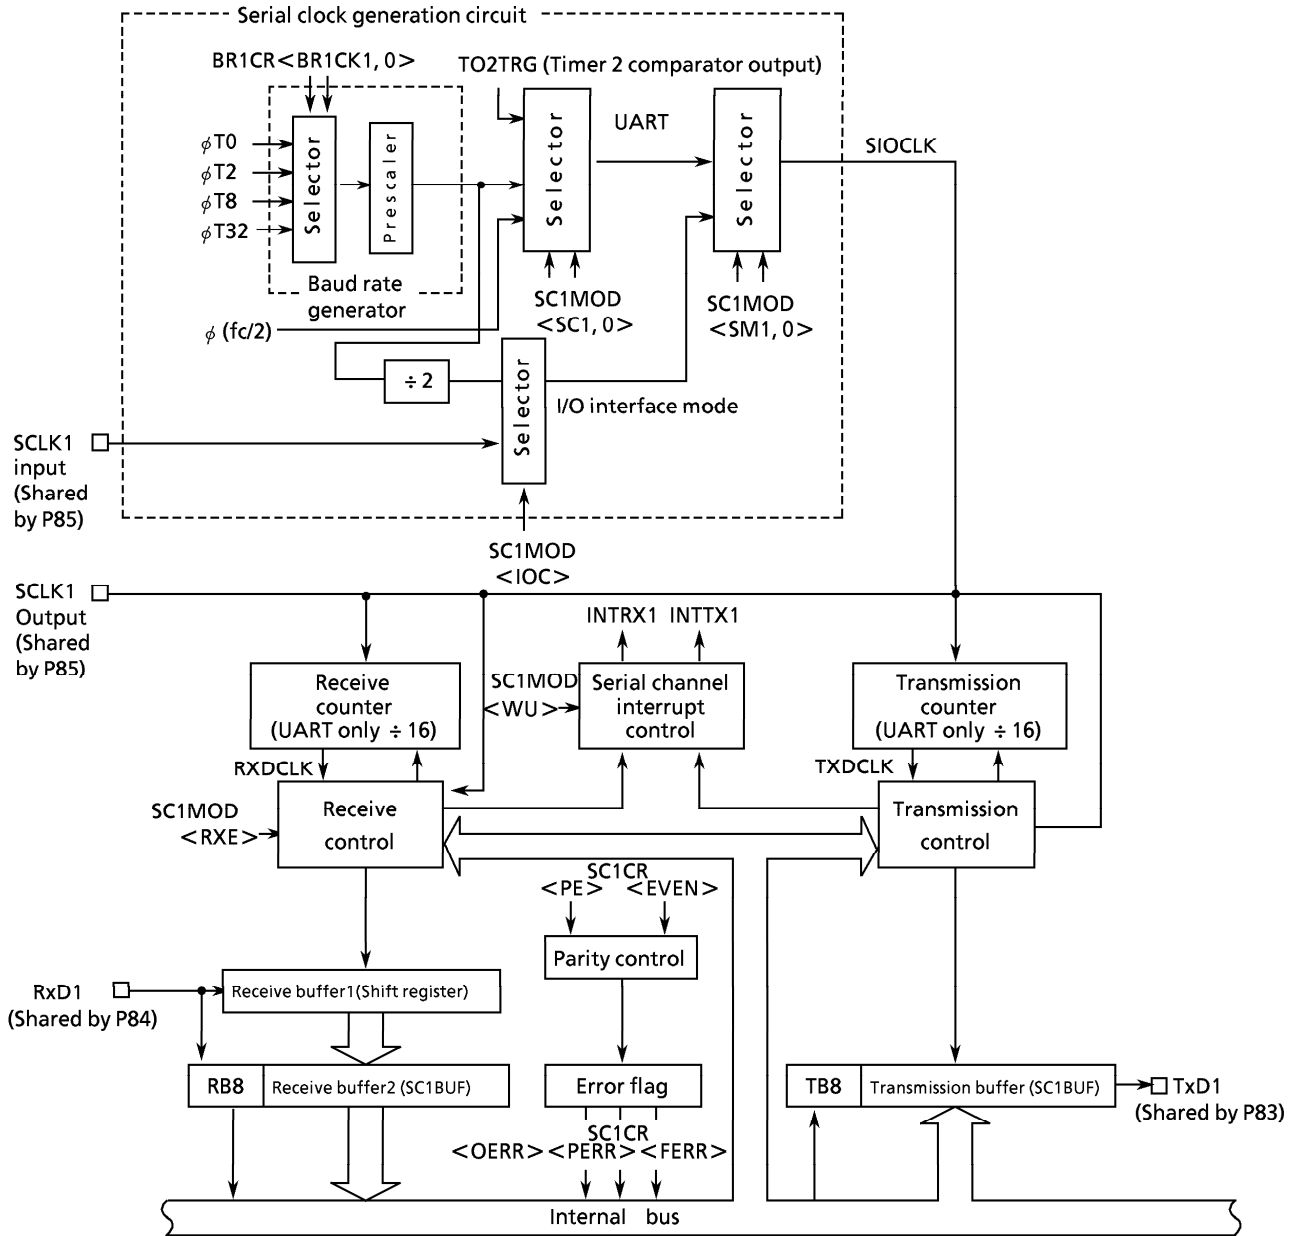 Serial clock generation circuit
BR1CR<BR1CK1, 0>
TO2TRG (Timer 2 comparator output)
UART
SIOCLK
φT0
φT2
φT8
φT32
Selector
Prescaler
Selector
Selector
Baud rate
generator
SC1MOD
<SC1, 0>
SC1MOD
<SM1, 0>
φ (fc/2)
÷2
Selector
I/O interface mode
SCLK1
input
(Shared
by P85)
SC1MOD
<IOC>
SCLK1
Output
(Shared
by P85)
INTRX1 INTTX1
Receive
counter
(UART only ÷ 16)
SC1MOD
<WU>
Serial channel
interrupt
control
Transmission
counter
(UART only ÷ 16)
RXDCLK
TXDCLK
SC1MOD
<RXE>
Receive
control
Transmission
control
SC1CR
<PE> <EVEN>
Parity control
RxD1
(Shared by P84)
Receive buffer1(Shift register)
RB8
Receive buffer2 (SC1BUF)
Error flag
TB8
Transmission buffer (SC1BUF)
TxD1
(Shared by P83)
SC1CR
<OERR> <PERR> <FERR>
Internal bus